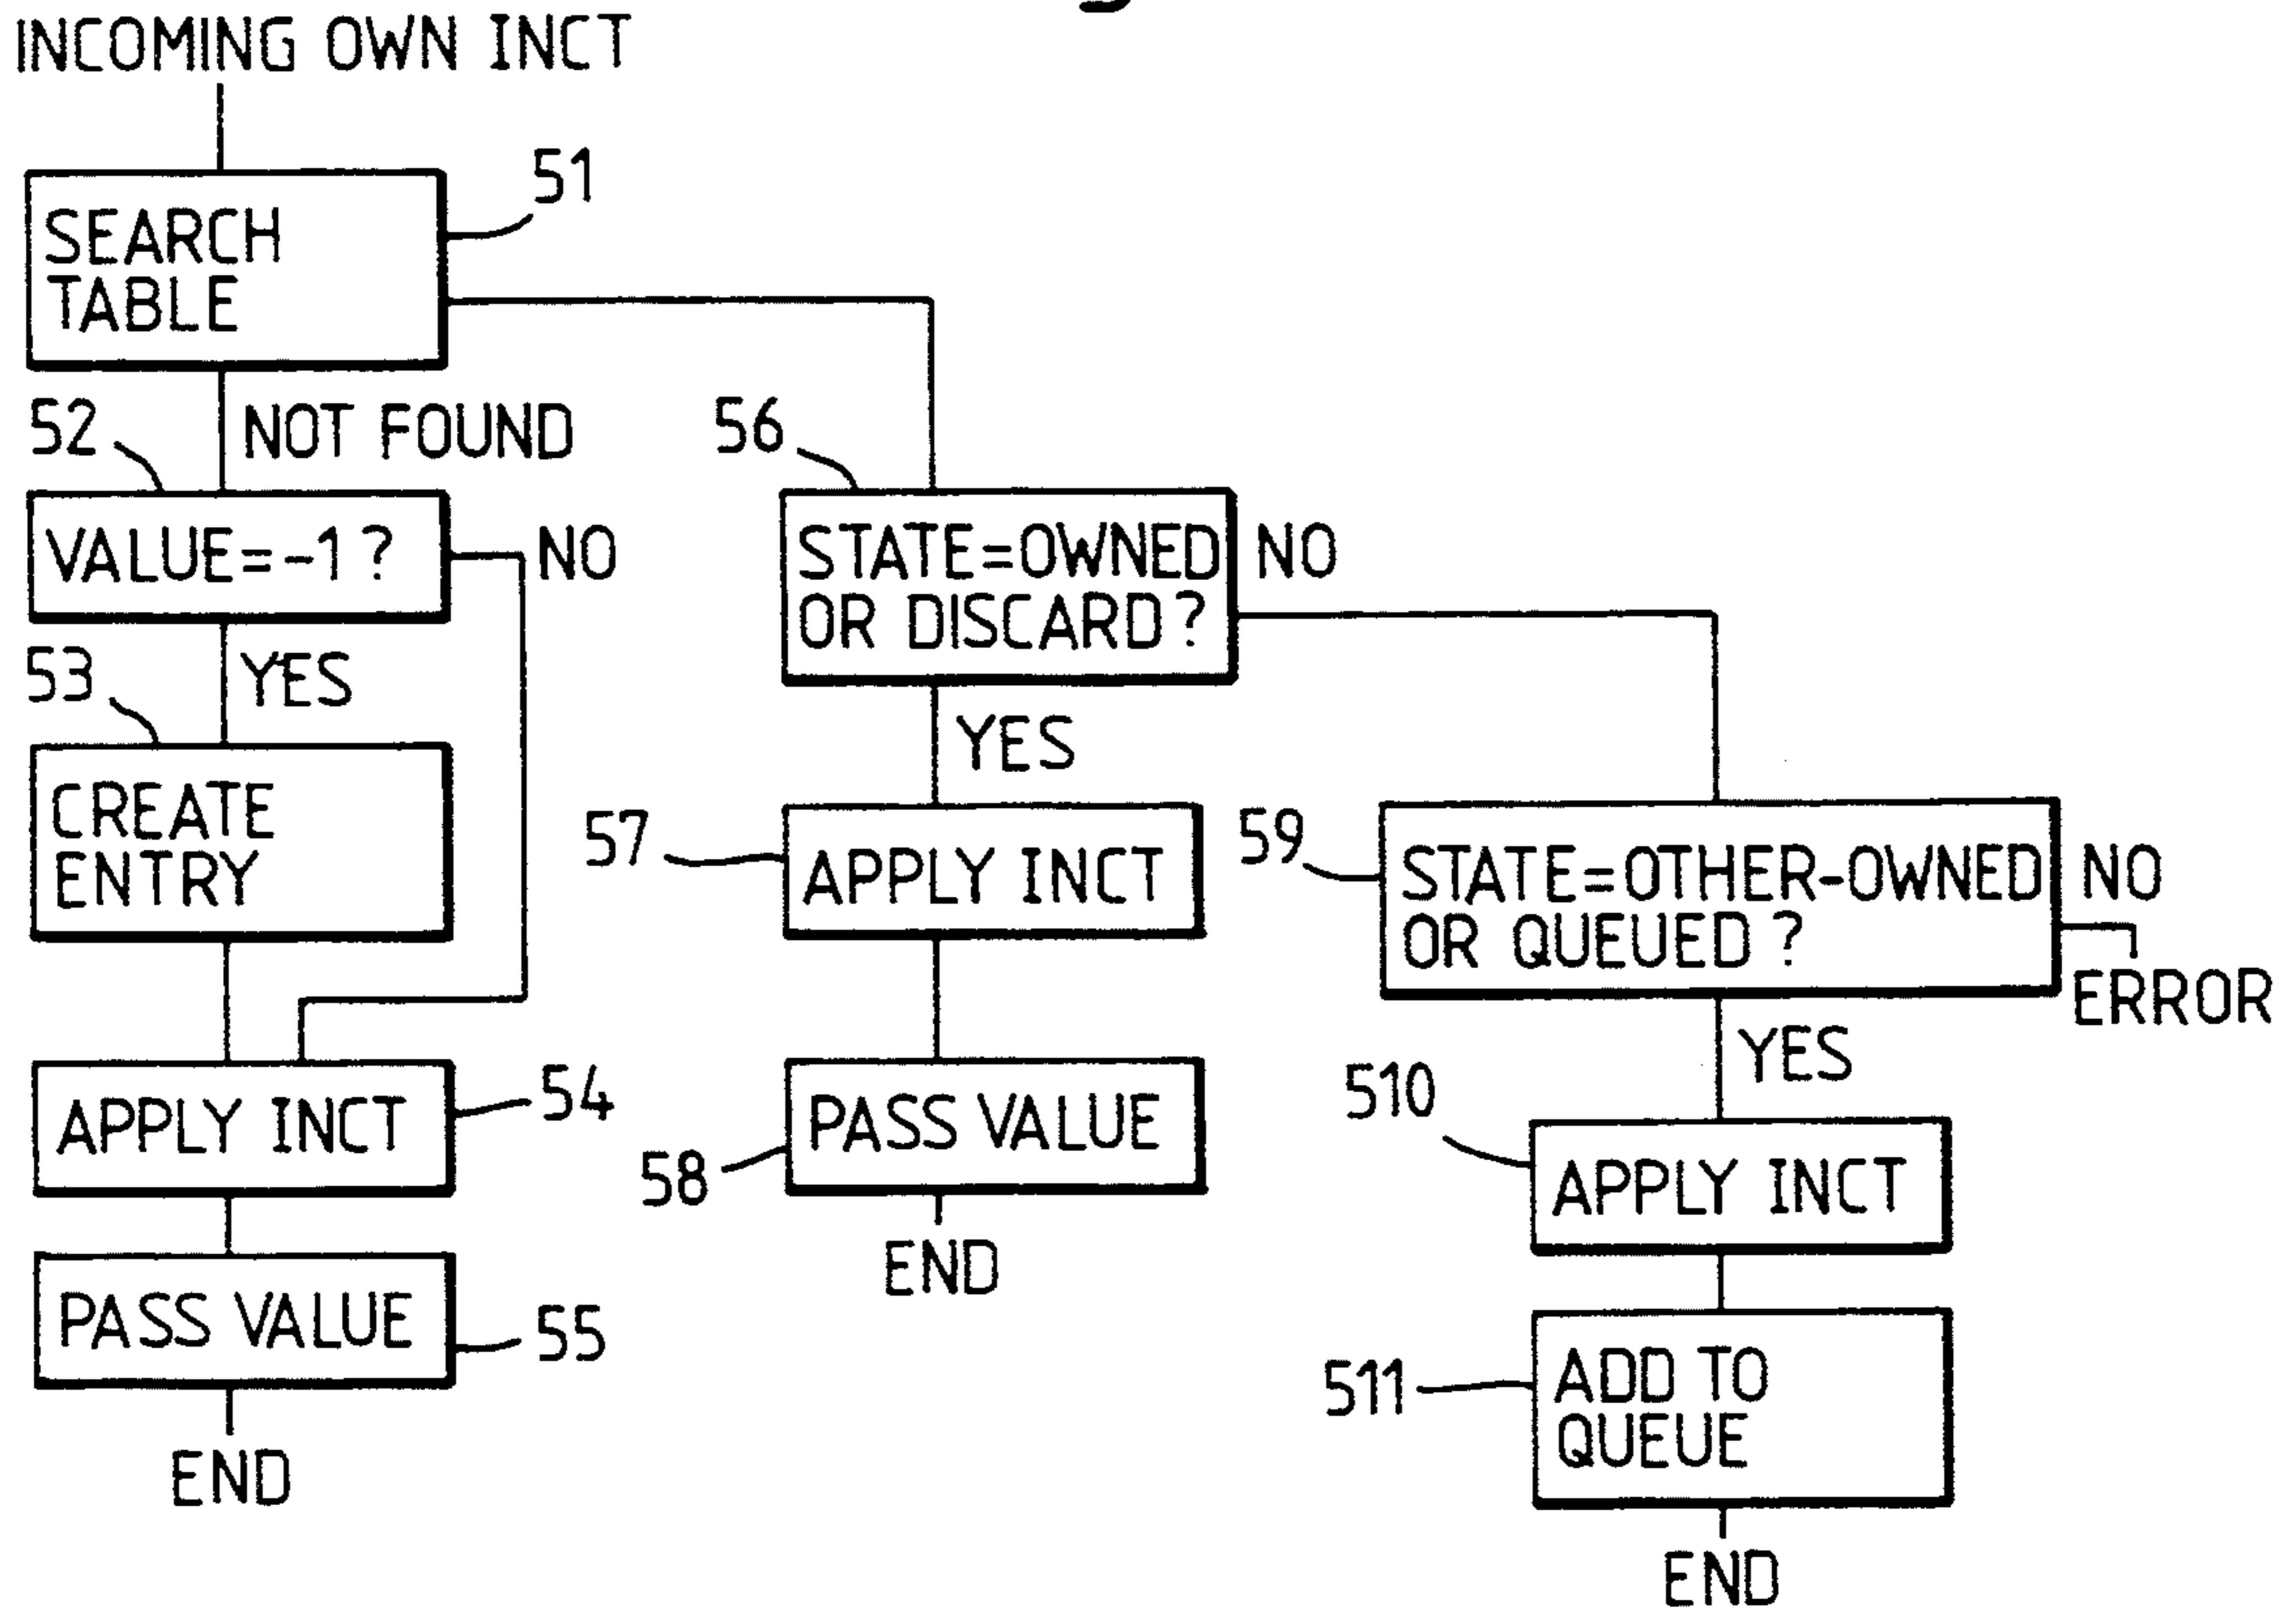 INCOMING OWN INCT
51
SEARCH
TABLE
52
NOT FOUND
VALUE=-1?
NO
53
YES
CREATE
ENTRY
APPLY INCT
54
PASS VALUE
55
END
56
STATE=OWNED
OR DISCARD?
NO
YES
57
APPLY INCT
58
PASS VALUE
END
59
STATE=OTHER-OWNED
OR QUEUED?
NO
ERROR
YES
510
APPLY INCT
511
ADD TO
QUEUE
END